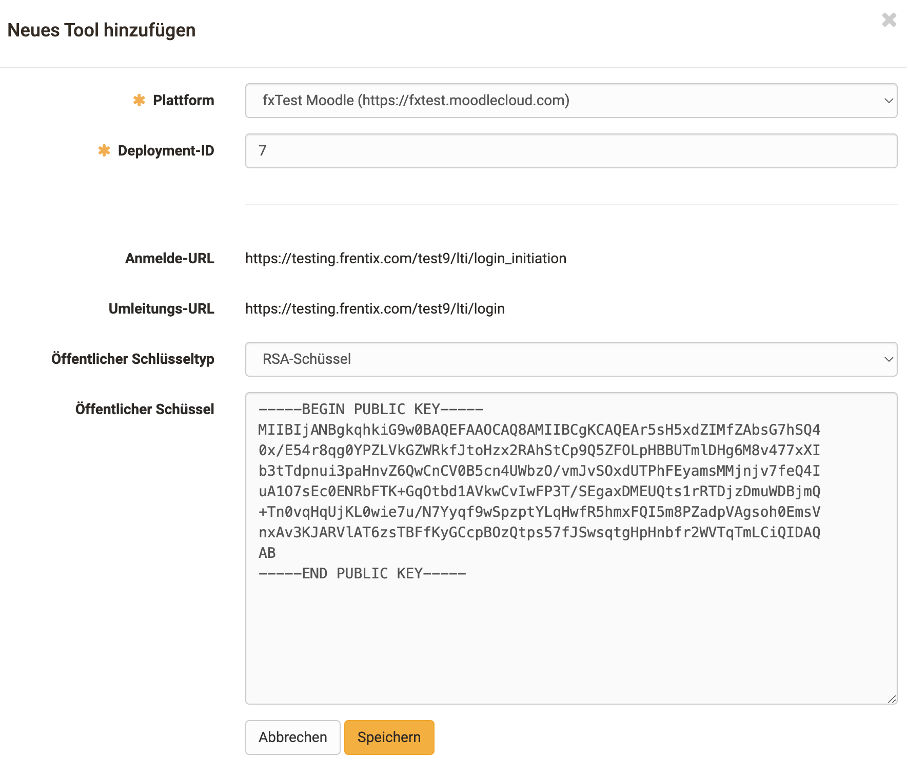 Neues Tool hinzufügen
✱ Plattform fxTest Moodle (https://fxtest.moodlecloud.com)
✱ Deployment-ID 7
Anmelde-URL https://testing.frentix.com/test9/lti/login_initiation
Umleitungs-URL https://testing.frentix.com/test9/lti/login
Öffentlicher Schlüsseltyp RSA-Schüssel
Öffentlicher Schüssel -----BEGIN PUBLIC KEY-----
MIIBIjANBgkqhkiG9w0BAQEFAAOCAQ8AMIIBCgKCAQEAr5sH5xdZIMfZAbsG7hSQ4
0x/E54r8qg0YPZLVkGZWRkfJtoHzx2RAhStCp9Q5ZFOLpHBBUTmlDHg6M8v477xXI
b3tTdpnui3paHnvZ6QwCnCV0B5cn4UWbzO/vmJvSOxdUTPhFEyamsMMjnjv7feQ4I
uA1O7sEc0ENRbFTK+GqOtbd1AVkwCvIwFP3T/SEgaxDMEUQts1rRTDjzDmuWDBjmQ
+Tn0vqHqUjKL0wie7u/N7Yyqf9wSpzptYLqHwfR5hmxFQI5m8PZadpVAgsoh0EmsV
nxAv3KJARVlAT6zsTBFfKyGCcpBOzQtps57fJSwsqtgHpHnbfr2WVTqTmLCiQIDAQ
AB
-----END PUBLIC KEY-----
Abbrechen Speichern